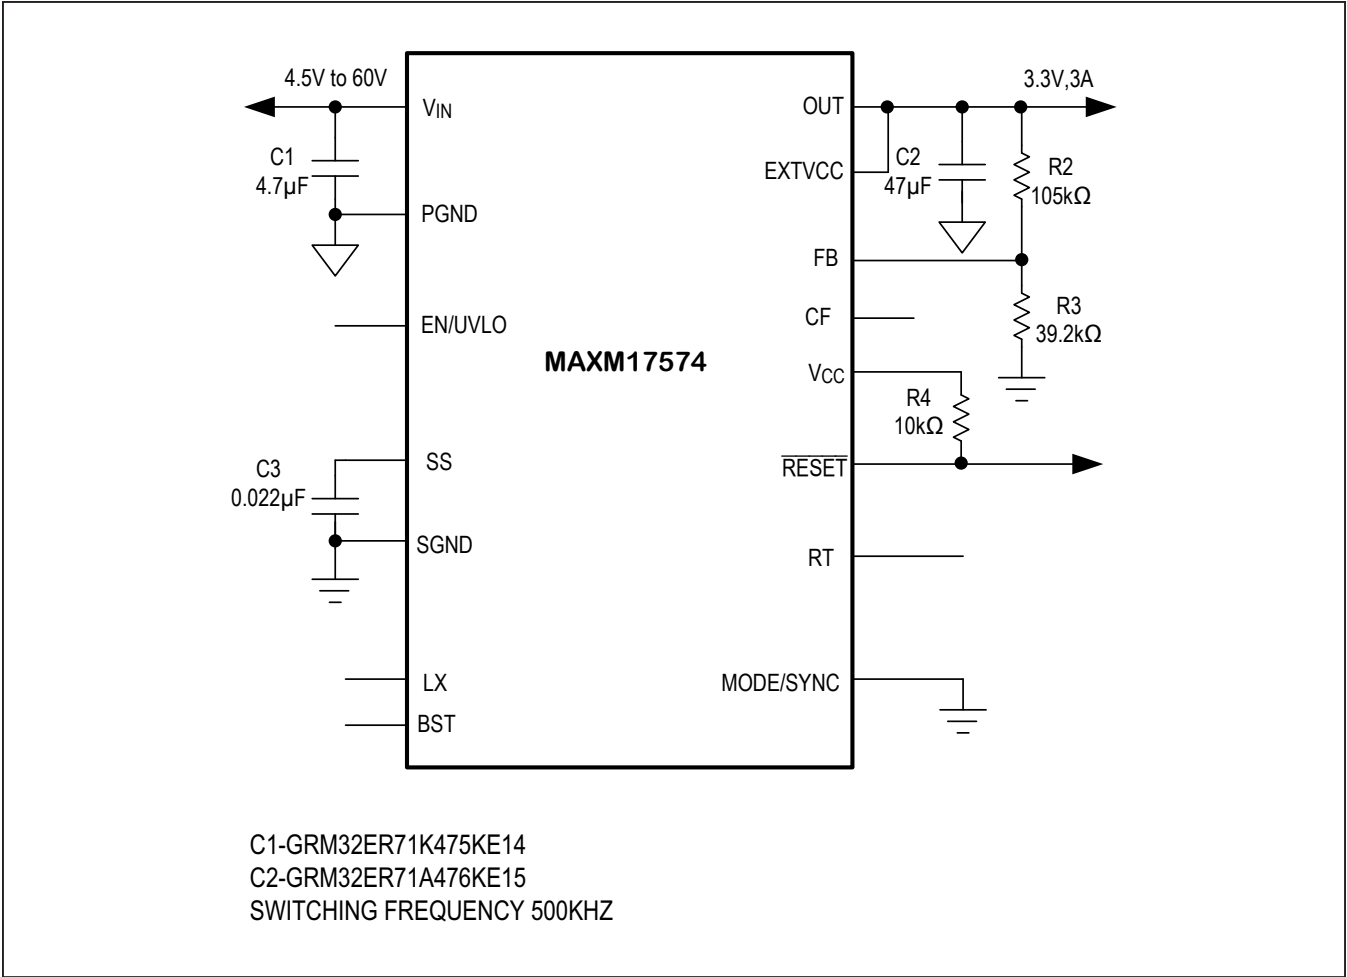 4.5V to 60V
3.3V,3A
VIN
OUT
C1
4.7µF
EXTVCC
C2
47µF
R2
105kΩ
PGND
FB
CF
R3
39.2kΩ
EN/UVLO
MAXM17574
VCC
R4
10kΩ
SS
RESET
C3
0.022µF
SGND
RT
LX
MODE/SYNC
BST
C1-GRM32ER71K475KE14
C2-GRM32ER71A476KE15
SWITCHING FREQUENCY 500KHZ